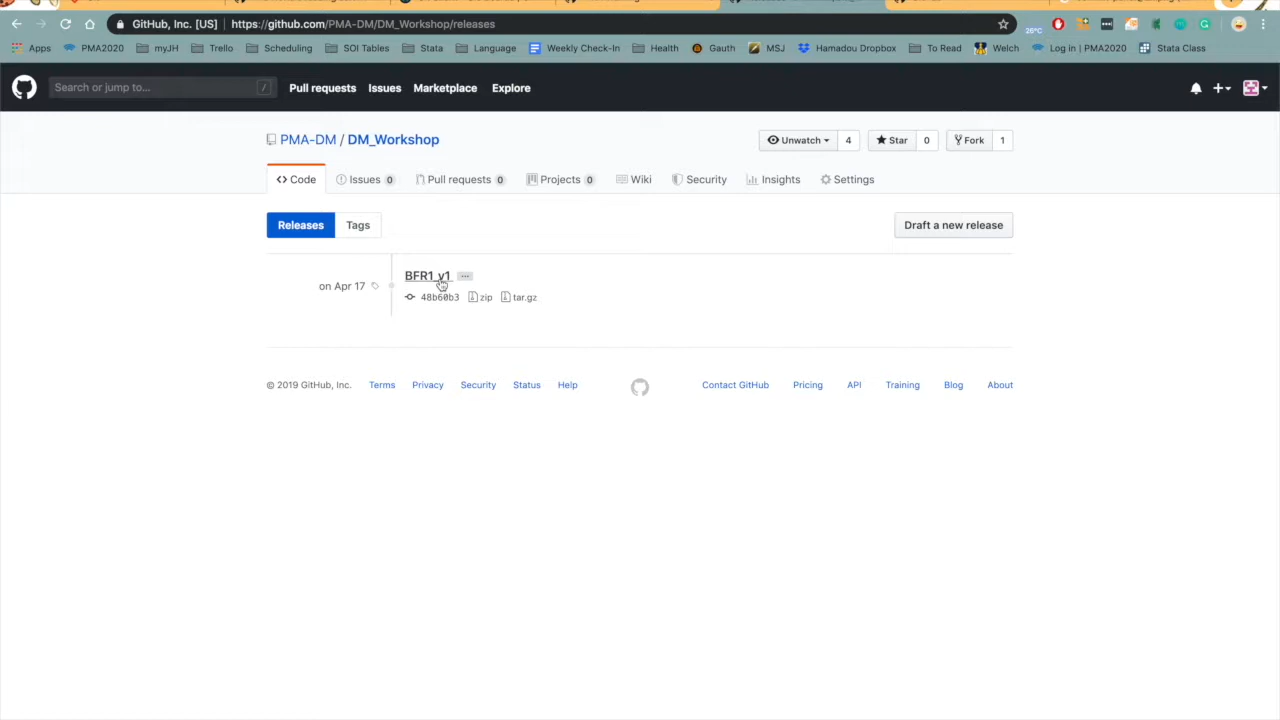 GitHub, Inc. [US] | https://github.com/PMA-DM/DM_Workshop/releases
26°C
Apps PMA2020 myJH Trello Scheduling SOI Tables Stata Language Weekly Check-In Health Gauth MSJ Hamadou Dropbox To Read Welch Log in | PMA2020 Stata Class
Search or jump to... / Pull requests Issues Marketplace Explore
PMA-DM / DM_Workshop Unwatch 4 Star 0 Fork 1
Code Issues 0 Pull requests 0 Projects 0 Wiki Security Insights Settings
Releases Tags Draft a new release
BFR1_v1 ...
on Apr 17
48b60b3 zip tar.gz
© 2019 GitHub, Inc. Terms Privacy Security Status Help Contact GitHub Pricing API Training Blog About